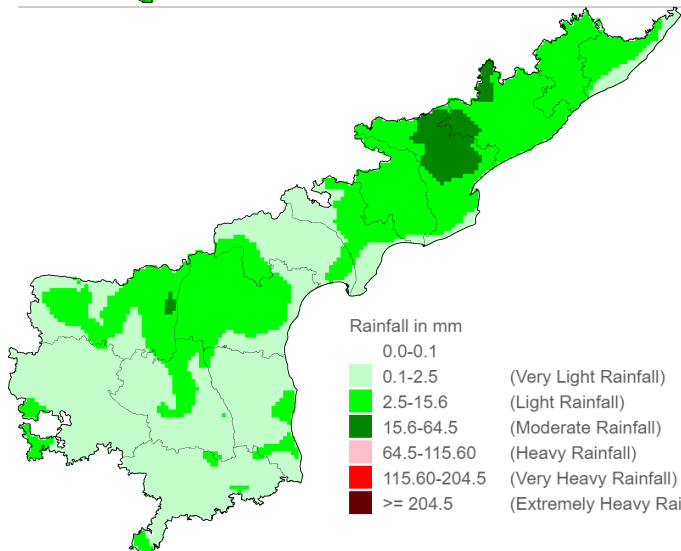 Rainfall in mm
0.0-0.1
0.1-2.5 (Very Light Rainfall)
2.5-15.6 (Light Rainfall)
15.6-64.5 (Moderate Rainfall)
64.5-115.60 (Heavy Rainfall)
115.60-204.5 (Very Heavy Rainfall)
>= 204.5 (Extremely Heavy Rai